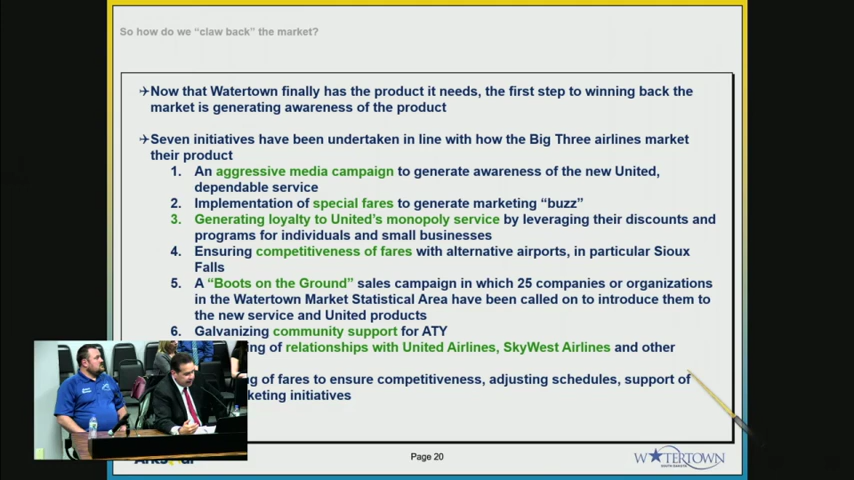 So how do we “claw back” the market?
✈Now that Watertown finally has the product it needs, the first step to winning back the
market is generating awareness of the product
✈Seven initiatives have been undertaken in line with how the Big Three airlines market
their product
1. An aggressive media campaign to generate awareness of the new United,
dependable service
2. Implementation of special fares to generate marketing “buzz”
3. Generating loyalty to United’s monopoly service by leveraging their discounts and
programs for individuals and small businesses
4. Ensuring competitiveness of fares with alternative airports, in particular Sioux
Falls
5. A “Boots on the Ground” sales campaign in which 25 companies or organizations
in the Watertown Market Statistical Area have been called on to introduce them to
the new service and United products
6. Galvanizing community support for ATY
of relationships with United Airlines, SkyWest Airlines and other
of fares to ensure competitiveness, adjusting schedules, support of
initiatives
Page 20
WATERTOWN
SOUTH DAKOTA